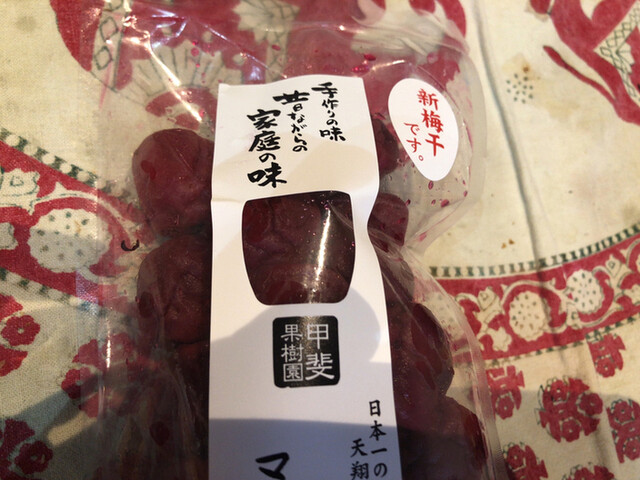 手作りの味
昔ながらの
家庭の味
新梅干
です。
甲斐
果樹園
日本一の
天翔
マ